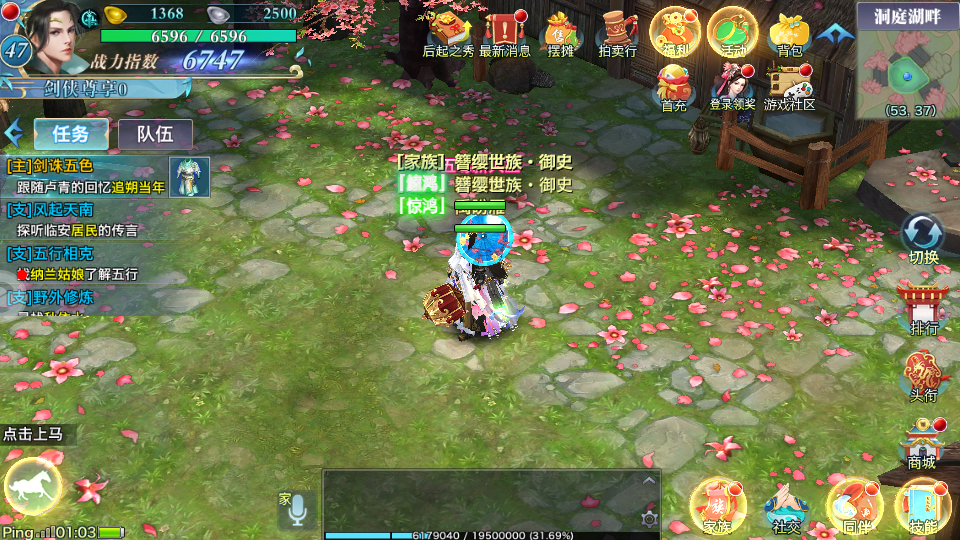 1368
2500
6596 / 6596
47
战力指数 6747
剑侠尊享0
后起之秀
最新消息
摆摊
拍卖行
福利
活动
背包
首充
登录领奖
游戏社区
洞庭湖畔
(53, 37)
任务
队伍
[主]剑诛五色
跟随卢青的回忆追朔当年
[支]风起天南
探听临安居民的传言
[支]五行相克
找纳兰姑娘了解五行
[支]野外修炼
[家族] 簪缨世族·御史
簪缨世族·御史
「惊鸿」
切换
排行
头衔
商城
点击上马
家
Ping
01:03
6179040 / 19500000 (31.69%)
家族
社交
同伴
技能